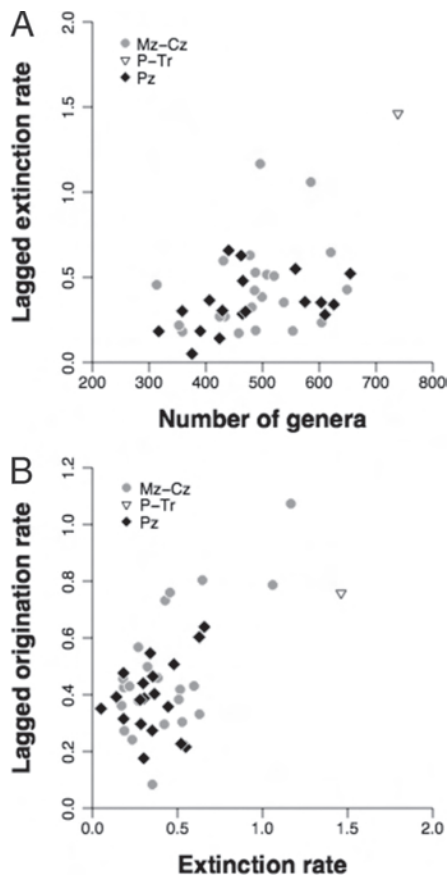 A
2.0
1.5
1.0
0.5
0.0
Lagged extinction rate
Mz–Cz
P–Tr
Pz
200 300 400 500 600 700 800
Number of genera
B
1.2
1.0
0.8
0.6
0.4
0.2
0.0
Lagged origination rate
Mz–Cz
P–Tr
Pz
0.0 0.5 1.0 1.5 2.0
Extinction rate